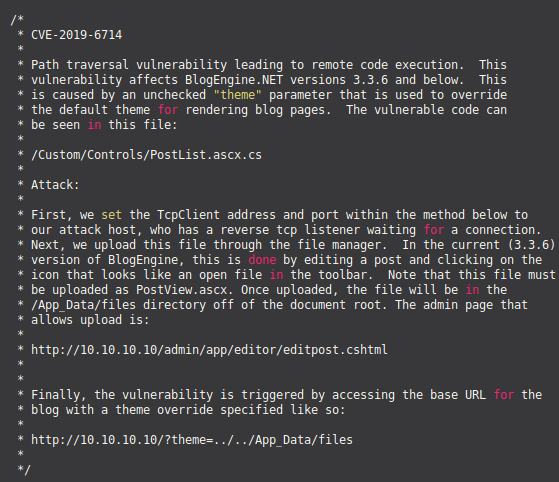 /*
* CVE-2019-6714
*
* Path traversal vulnerability leading to remote code execution.  This
* vulnerability affects BlogEngine.NET versions 3.3.6 and below.  This
* is caused by an unchecked "theme" parameter that is used to override
* the default theme for rendering blog pages.  The vulnerable code can
* be seen in this file:
*
* /Custom/Controls/PostList.ascx.cs
*
* Attack:
*
* First, we set the TcpClient address and port within the method below to
* our attack host, who has a reverse tcp listener waiting for a connection.
* Next, we upload this file through the file manager.  In the current (3.3.6)
* version of BlogEngine, this is done by editing a post and clicking on the
* icon that looks like an open file in the toolbar.  Note that this file must
* be uploaded as PostView.ascx. Once uploaded, the file will be in the
* /App_Data/files directory off of the document root. The admin page that
* allows upload is:
*
* http://10.10.10.10/admin/app/editor/editpost.cshtml
*
*
* Finally, the vulnerability is triggered by accessing the base URL for the
* blog with a theme override specified like so:
*
* http://10.10.10.10/?theme=../../App_Data/files
*
*/